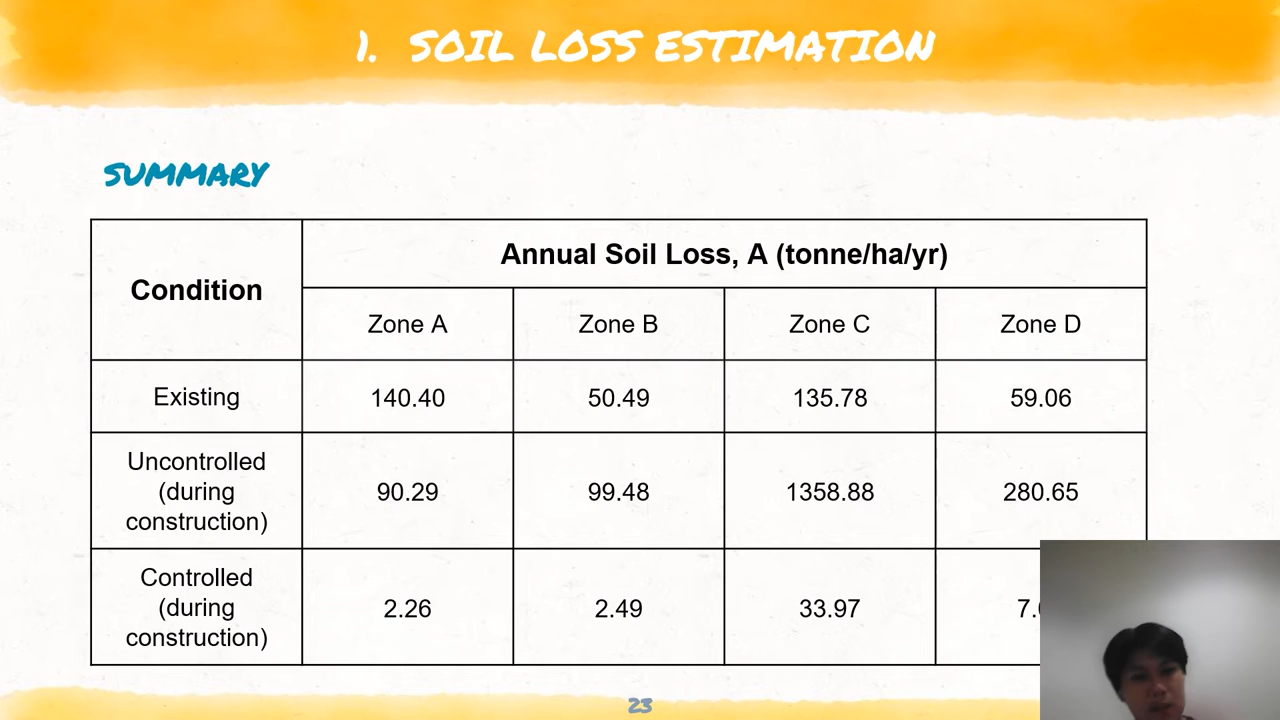 1. SOIL LOSS ESTIMATION
SUMMARY
Condition
Annual Soil Loss, A (tonne/ha/yr)
Zone A Zone B Zone C Zone D
Existing 140.40 50.49 135.78 59.06
Uncontrolled
(during
construction)
90.29 99.48 1358.88 280.65
Controlled
(during
construction)
2.26 2.49 33.97
23